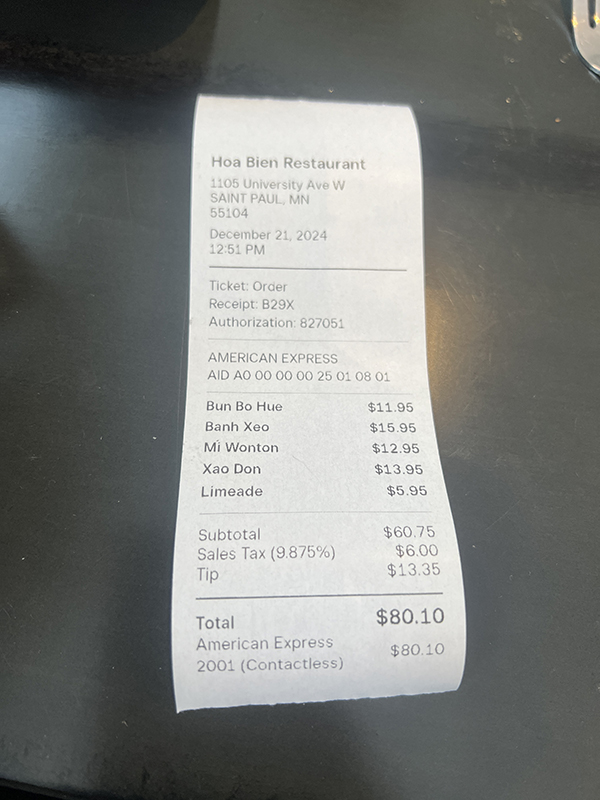 Hoa Bien Restaurant
1105 University Ave W
SAINT PAUL, MN
55104
December 21, 2024
12:51 PM
Ticket: Order
Receipt: B29X
Authorization: 827051
AMERICAN EXPRESS
AID A0 00 00 00 25 01 08 01
Bun Bo Hue $11.95
Banh Xeo $15.95
Mi Wonton $12.95
Xao Don $13.95
Limeade $5.95
Subtotal $60.75
Sales Tax (9.875%) $6.00
Tip $13.35
Total $80.10
American Express $80.10
2001 (Contactless)